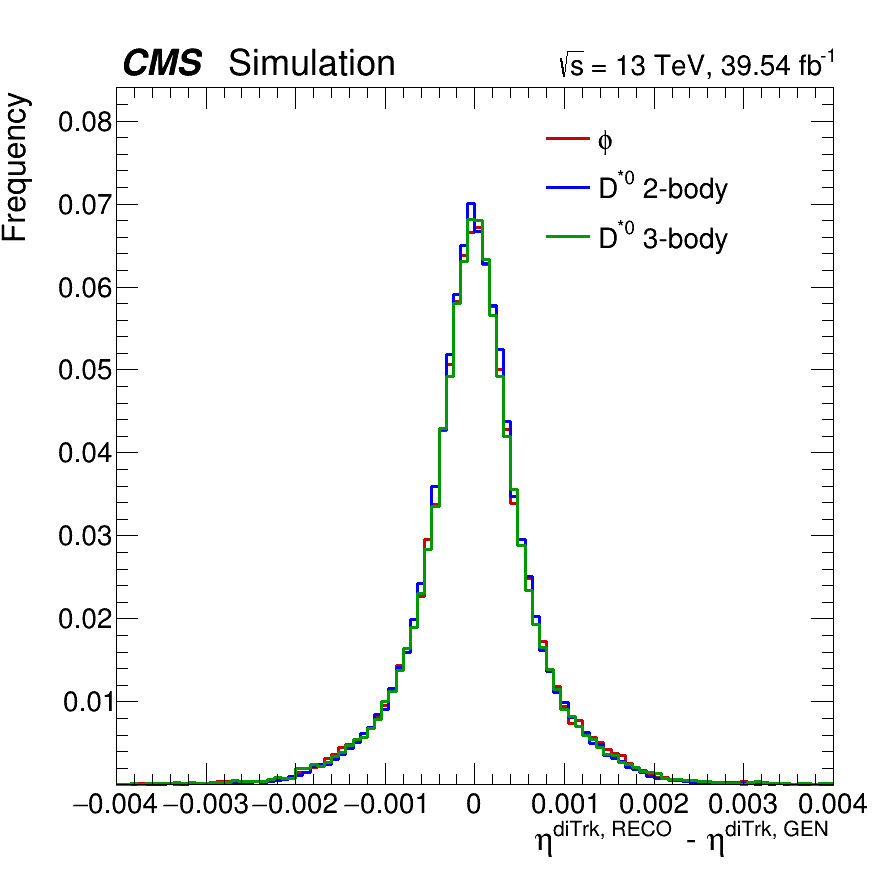 CMS Simulation √s = 13 TeV, 39.54 fb⁻¹
Frequency
0.08
0.07
0.06
0.05
0.04
0.03
0.02
0.01
ϕ
D*⁰ 2-body
D*⁰ 3-body
−0.004 −0.003 −0.002 −0.001 0 0.001 0.002 0.003 0.004
η^diTrk, RECO - η^diTrk, GEN